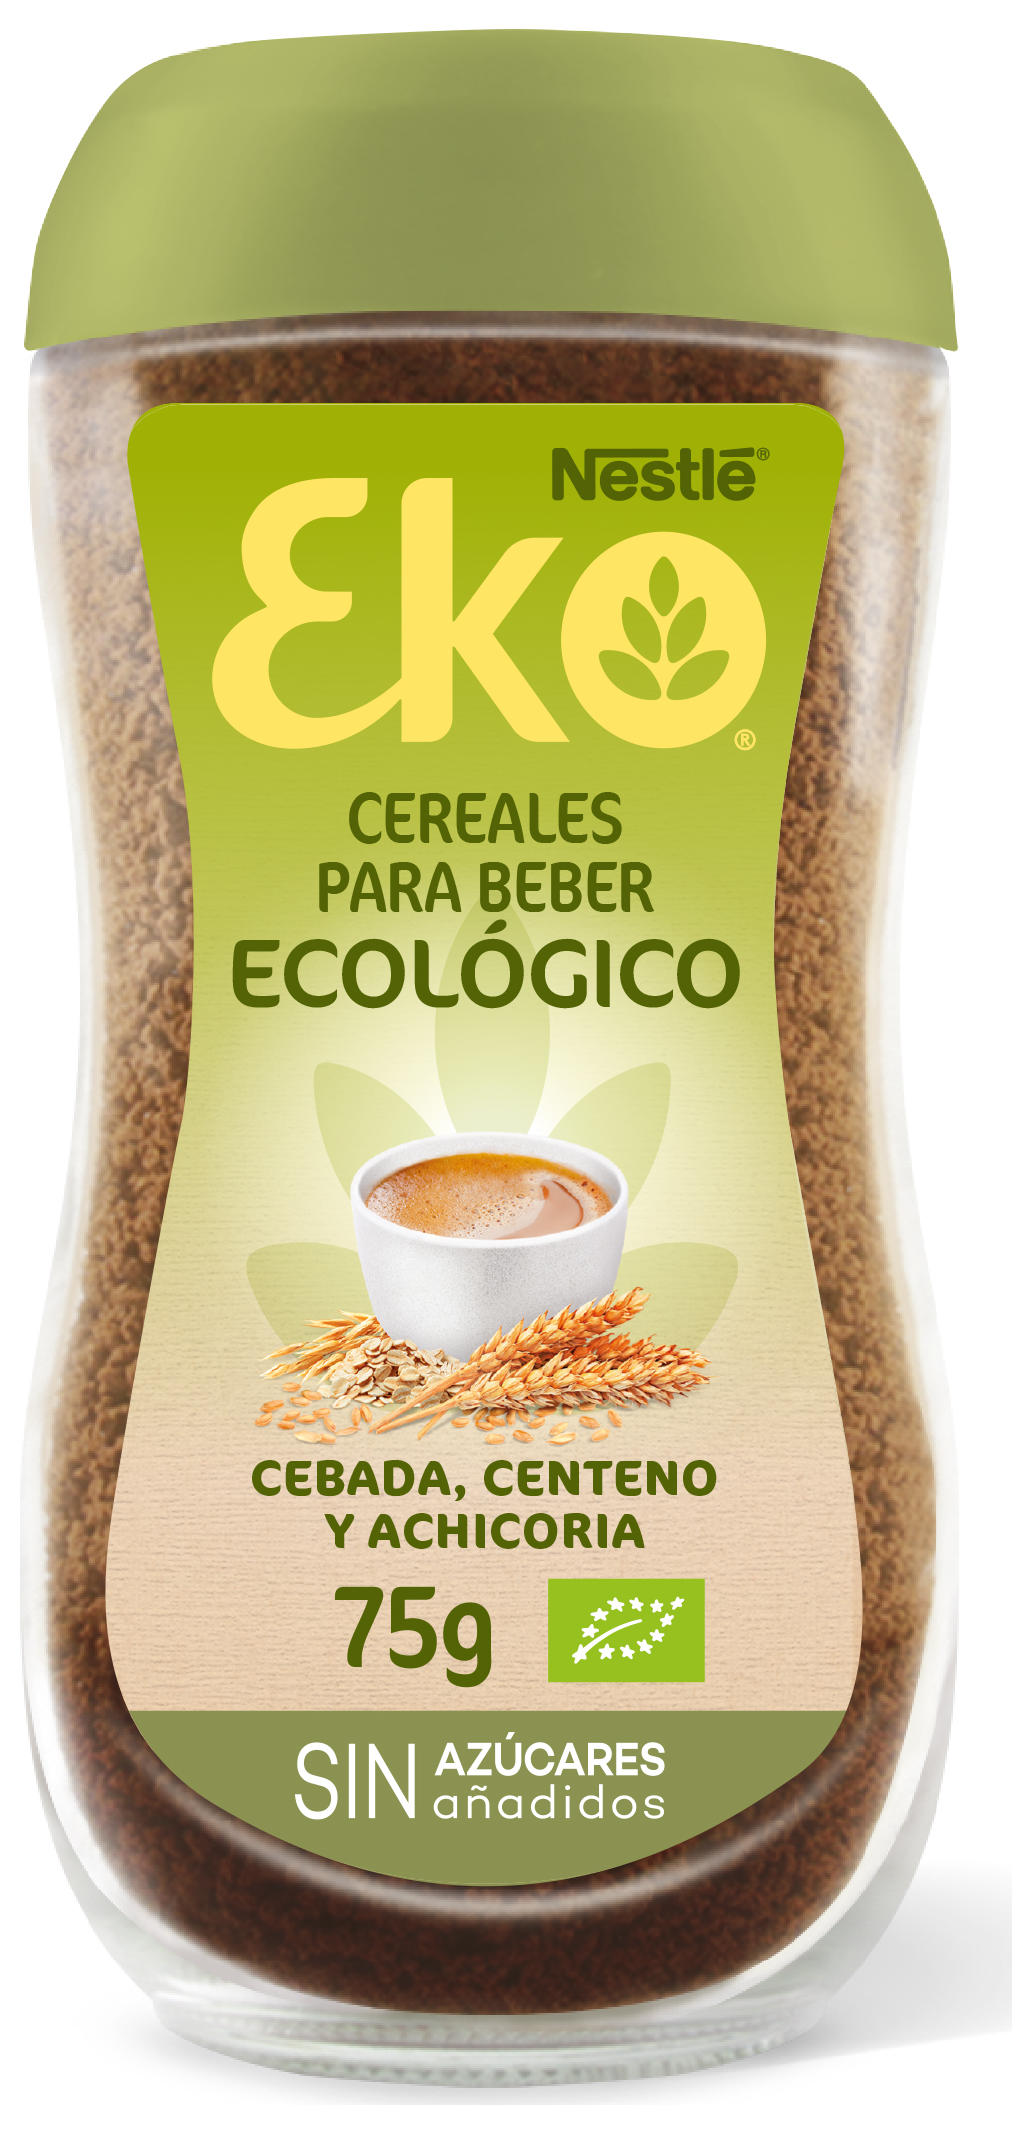 Nestlé®
Eko®
CEREALES
PARA BEBER
ECOLÓGICO
CEBADA, CENTENO
Y ACHICORIA
75g
SIN AZÚCARES
añadidos